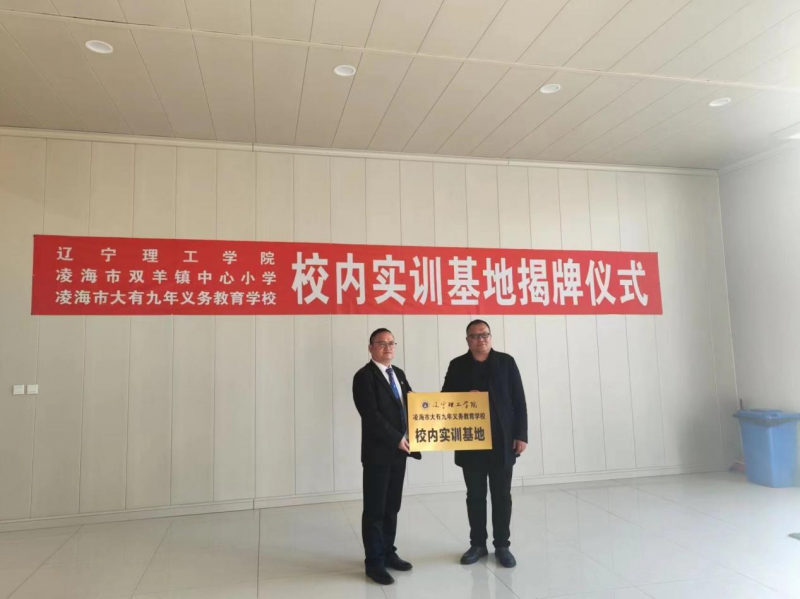 辽宁理工学院
凌海市双羊镇中心小学
凌海市大有九年义务教育学校
校内实训基地揭牌仪式
辽宁理工学院
凌海市大有九年义务教育学校
校内实训基地